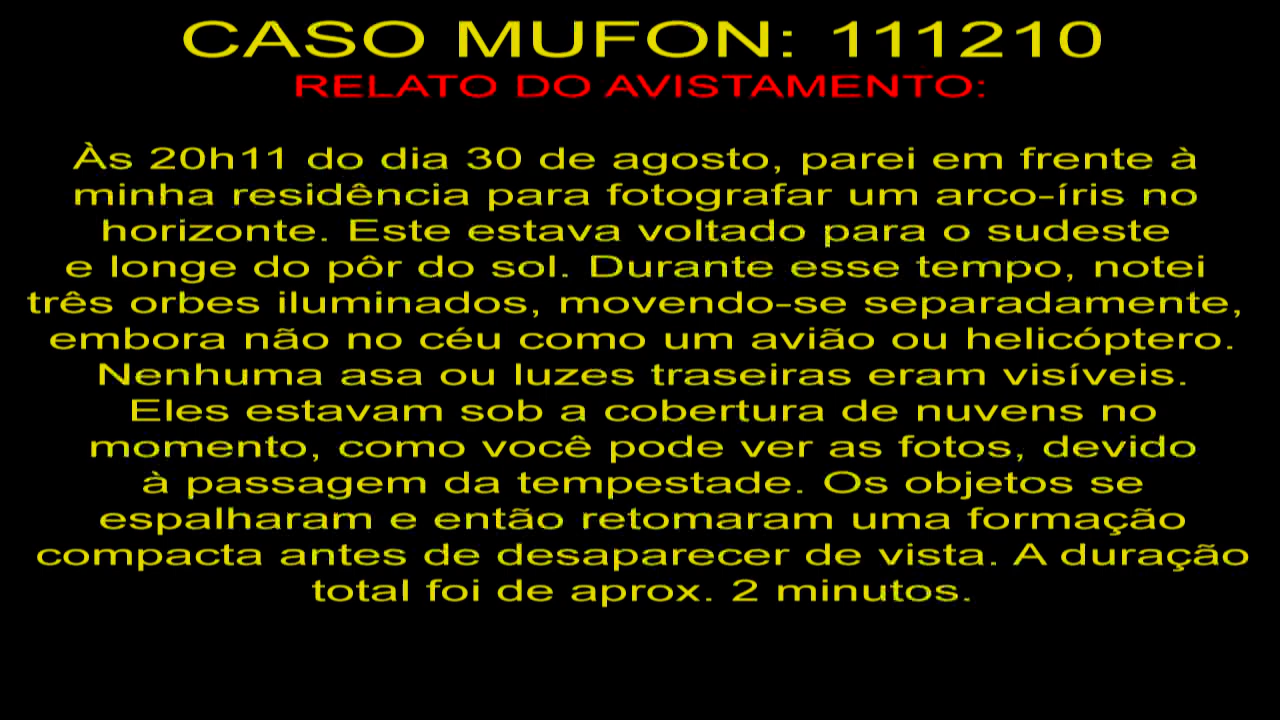 CASO MUFON: 111210
RELATO DO AVISTAMENTO:
Às 20h11 do dia 30 de agosto, parei em frente à
minha residência para fotografar um arco-íris no
horizonte. Este estava voltado para o sudeste
e longe do pôr do sol. Durante esse tempo, notei
três orbes iluminados, movendo-se separadamente,
embora não no céu como um avião ou helicóptero.
Nenhuma asa ou luzes traseiras eram visíveis.
Eles estavam sob a cobertura de nuvens no
momento, como você pode ver as fotos, devido
à passagem da tempestade. Os objetos se
espalharam e então retomaram uma formação
compacta antes de desaparecer de vista. A duração
total foi de aprox. 2 minutos.